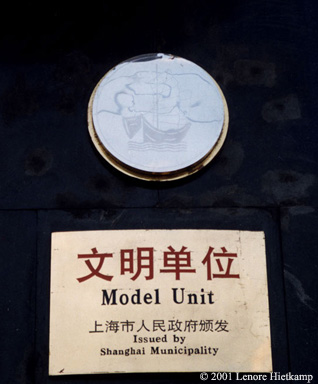 文明单位
Model Unit
上海市人民政府颁发
Issued by
Shanghai Municipality
© 2001 Lenore Hietkamp